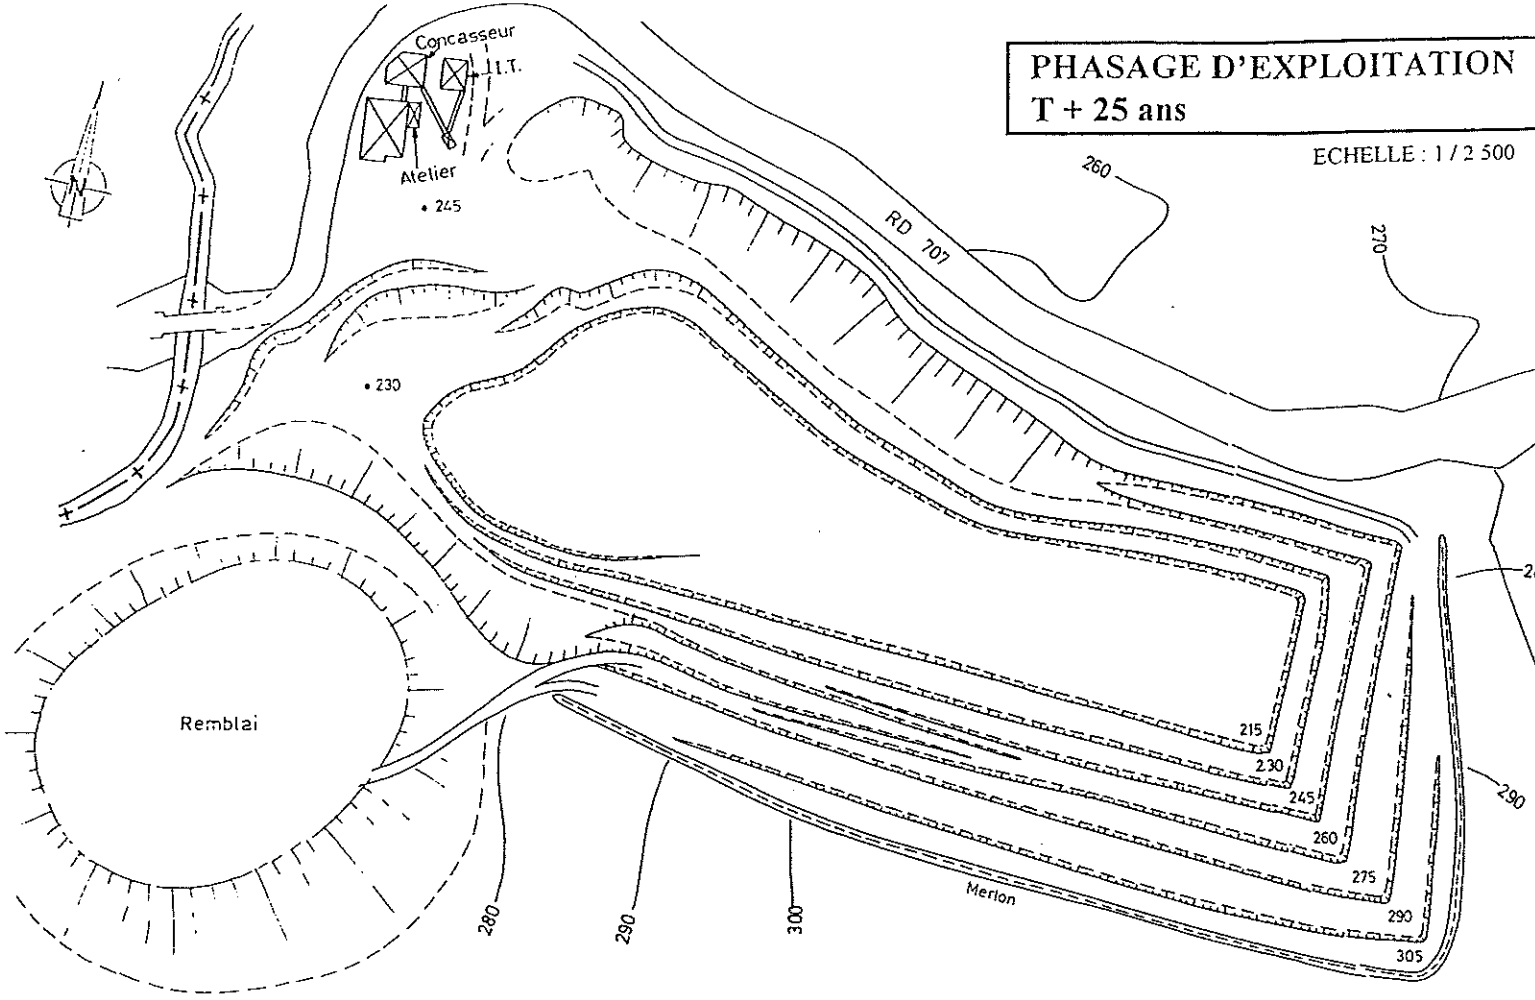 PHASAGE D'EXPLOITATION
T + 25 ans
ECHELLE : 1 / 2 500
Concasseur
I.T.
Atelier
245
230
260
RD 707
270
N
290
Remblai
215
230
245
260
275
290
305
Merlon
280
290
300